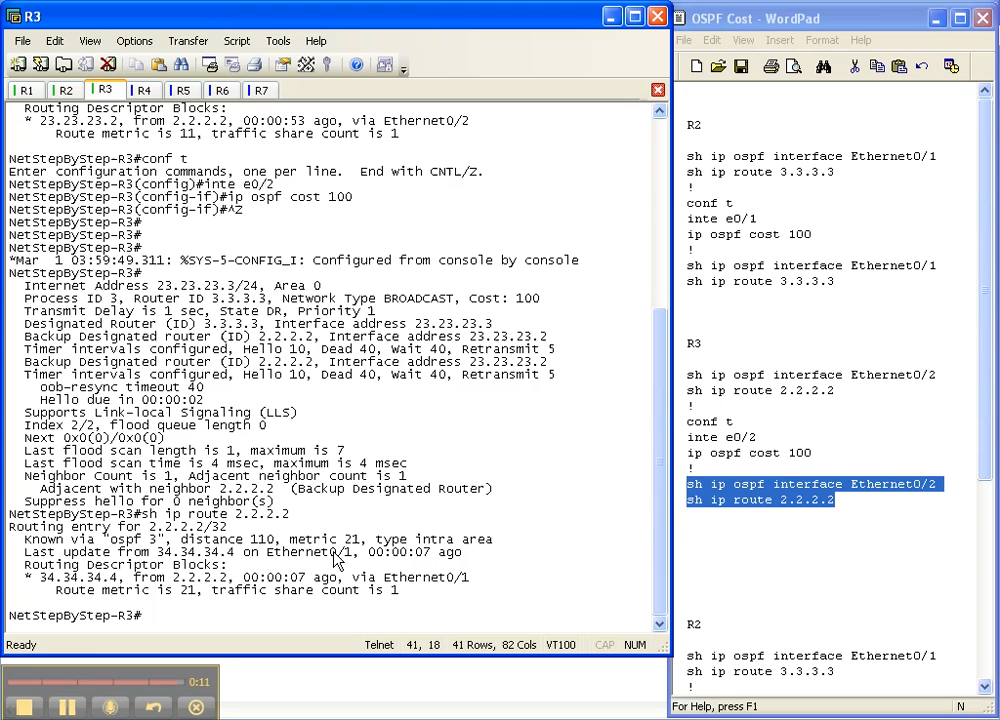 R3
File Edit View Options Transfer Script Tools Help
R1 R2 R3 R4 R5 R6 R7
Routing Descriptor Blocks:
* 23.23.23.2, from 2.2.2.2, 00:00:53 ago, via Ethernet0/2
Route metric is 11, traffic share count is 1
NetStepByStep-R3#conf t
Enter configuration commands, one per line.  End with CNTL/Z.
NetStepByStep-R3(config)#inte e0/2
NetStepByStep-R3(config-if)#ip ospf cost 100
NetStepByStep-R3(config-if)#^Z
NetStepByStep-R3#
NetStepByStep-R3#
NetStepByStep-R3#
*Mar  1 03:59:49.311: %SYS-5-CONFIG_I: Configured from console by console
NetStepByStep-R3#
Internet Address 23.23.23.3/24, Area 0
Process ID 3, Router ID 3.3.3.3, Network Type BROADCAST, Cost: 100
Transmit Delay is 1 sec, State DR, Priority 1
Designated Router (ID) 3.3.3.3, Interface address 23.23.23.3
Backup Designated router (ID) 2.2.2.2, Interface address 23.23.23.2
Timer intervals configured, Hello 10, Dead 40, Wait 40, Retransmit 5
Backup Designated router (ID) 2.2.2.2, Interface address 23.23.23.2
Timer intervals configured, Hello 10, Dead 40, Wait 40, Retransmit 5
oob-resync timeout 40
Hello due in 00:00:02
Supports Link-local Signaling (LLS)
Index 2/2, flood queue length 0
Next 0x0(0)/0x0(0)
Last flood scan length is 1, maximum is 7
Last flood scan time is 4 msec, maximum is 4 msec
Neighbor Count is 1, Adjacent neighbor count is 1
Adjacent with neighbor 2.2.2.2  (Backup Designated Router)
Suppress hello for 0 neighbor(s)
NetStepByStep-R3#sh ip route 2.2.2.2
Routing entry for 2.2.2.2/32
Known via "ospf 3", distance 110, metric 21, type intra area
Last update from 34.34.34.4 on Ethernet0/1, 00:00:07 ago
Routing Descriptor Blocks:
* 34.34.34.4, from 2.2.2.2, 00:00:07 ago, via Ethernet0/1
Route metric is 21, traffic share count is 1
NetStepByStep-R3#
Ready Telnet 41, 18 41 Rows, 82 Cols VT100 CAP NUM
0:11
OSPF Cost - WordPad
File Edit View Insert Format Help
R2
sh ip ospf interface Ethernet0/1
sh ip route 3.3.3.3
!
conf t
inte e0/1
ip ospf cost 100
!
sh ip ospf interface Ethernet0/1
sh ip route 3.3.3.3
R3
sh ip ospf interface Ethernet0/2
sh ip route 2.2.2.2
!
conf t
inte e0/2
ip ospf cost 100
!
sh ip ospf interface Ethernet0/2
sh ip route 2.2.2.2
R2
sh ip ospf interface Ethernet0/1
sh ip route 3.3.3.3
!
For Help, press F1 N